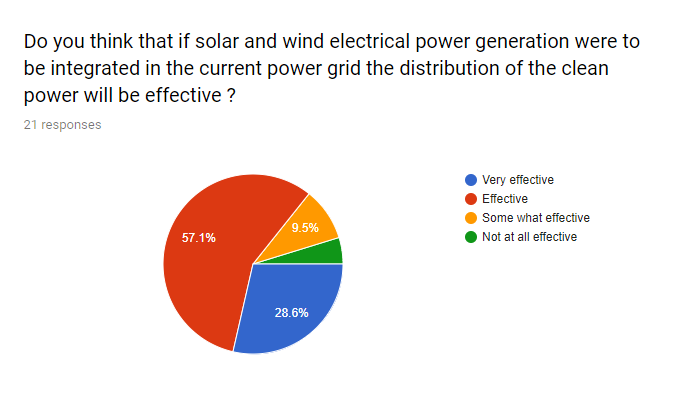 Do you think that if solar and wind electrical power generation were to
be integrated in the current power grid the distribution of the clean
power will be effective ?
21 responses
57.1%
9.5%
28.6%
Very effective
Effective
Some what effective
Not at all effective